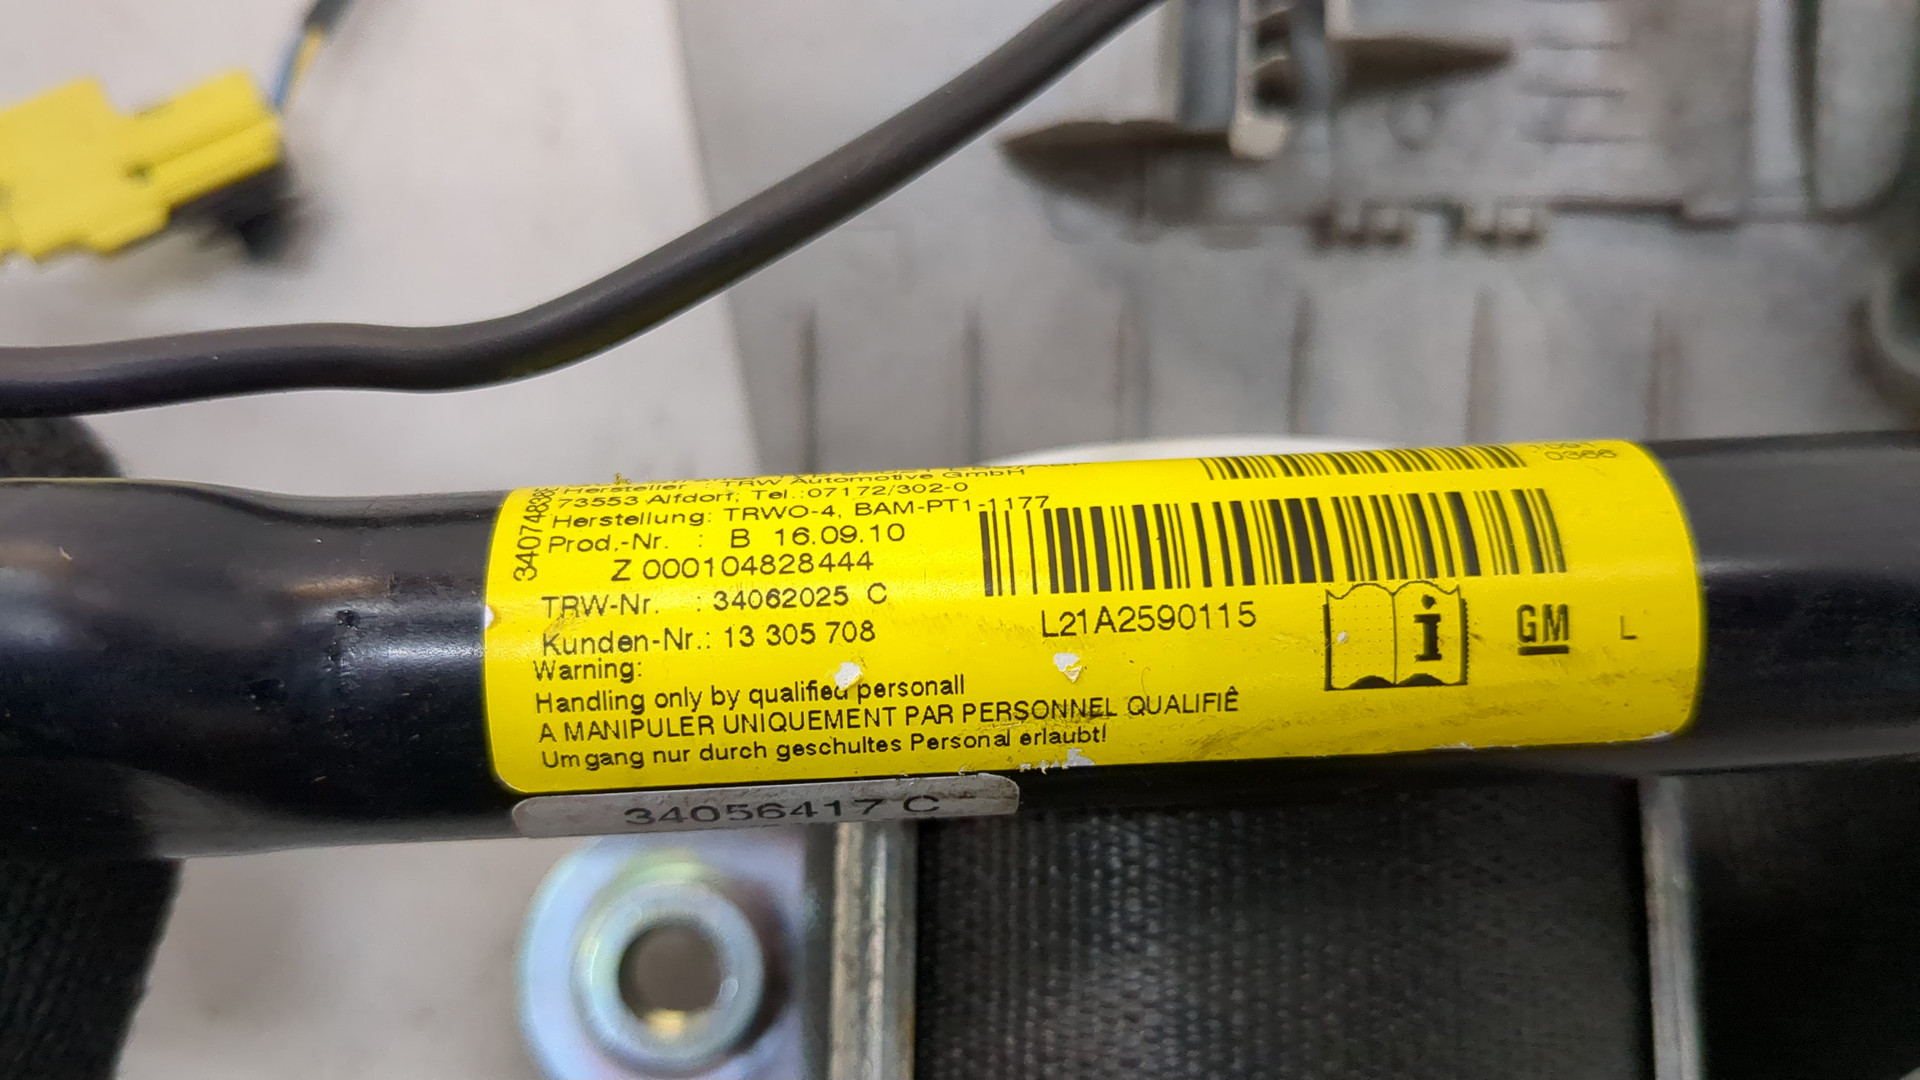 Hersteller : TRW Automotive GmbH
73553 Alfdorf, Tel.:07172/302-0
Herstellung: TRWO-4, BAM-PT1-1177
Prod.-Nr. : B 16.09.10
Z 000104828444
TRW-Nr. : 34062025 C
Kunden-Nr.: 13 305 708
Warning:
Handling only by qualified personall
A MANIPULER UNIQUEMENT PAR PERSONNEL QUALIFIÊ
Umgang nur durch geschultes Personal erlaubt!
0366
L21A2590115
i
GM
L
34056417 C